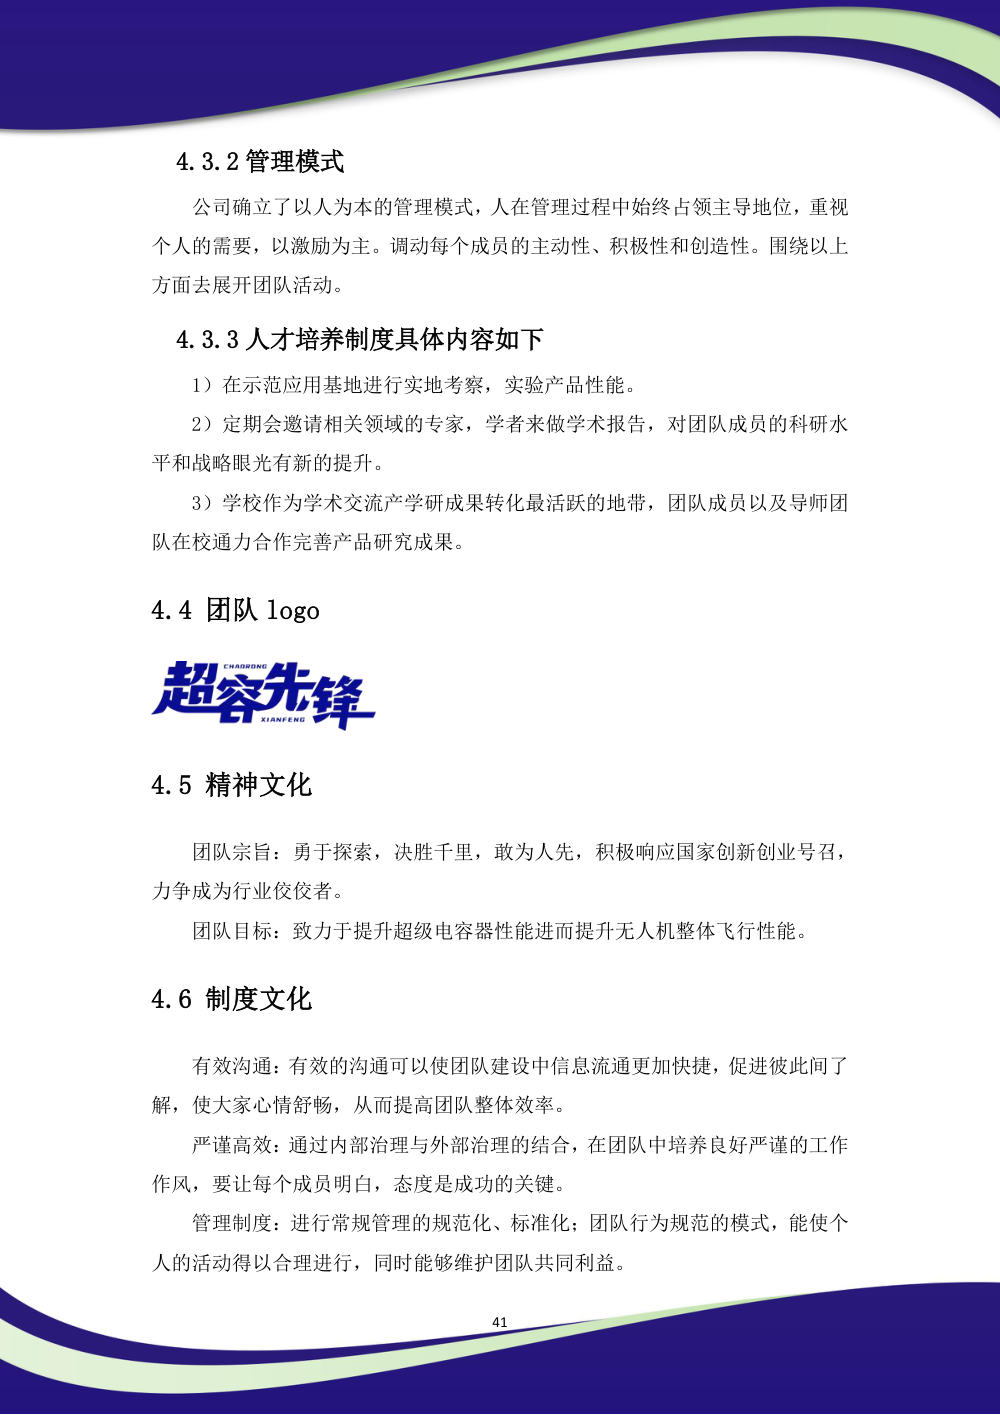 4.3.2管理模式
公司确立了以人为本的管理模式，人在管理过程中始终占领主导地位，重视
个人的需要，以激励为主。调动每个成员的主动性、积极性和创造性。围绕以上
方面去展开团队活动。
4.3.3人才培养制度具体内容如下
1）在示范应用基地进行实地考察，实验产品性能。
2）定期会邀请相关领域的专家，学者来做学术报告，对团队成员的科研水
平和战略眼光有新的提升。
3）学校作为学术交流产学研成果转化最活跃的地带，团队成员以及导师团
队在校通力合作完善产品研究成果。
4.4 团队 logo
超容先锋
CHAORONG
XIANFENG
4.5 精神文化
团队宗旨：勇于探索，决胜千里，敢为人先，积极响应国家创新创业号召，
力争成为行业佼佼者。
团队目标：致力于提升超级电容器性能进而提升无人机整体飞行性能。
4.6 制度文化
有效沟通：有效的沟通可以使团队建设中信息流通更加快捷，促进彼此间了
解，使大家心情舒畅，从而提高团队整体效率。
严谨高效：通过内部治理与外部治理的结合，在团队中培养良好严谨的工作
作风，要让每个成员明白，态度是成功的关键。
管理制度：进行常规管理的规范化、标准化；团队行为规范的模式，能使个
人的活动得以合理进行，同时能够维护团队共同利益。
41